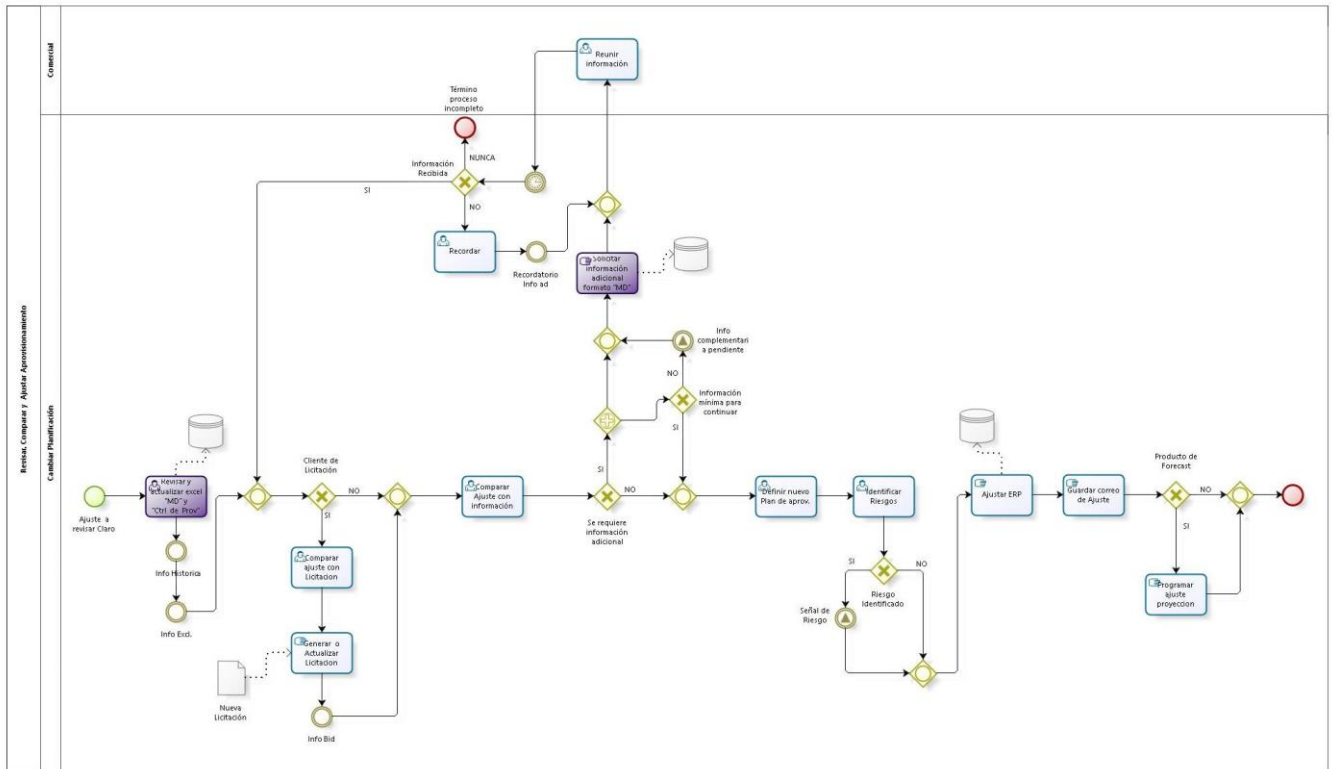 Revisar, Comparar y Ajustar Aprovisionamiento
Comercial
Cambiar Planificación
Reunir
información
Término
proceso
incompleto
NUNCA
Información
Recibida
SI
NO
Recordar
Recordatorio
Info ad
Solicitar
información
adicional
formato "MD"
Info
complementari
a pendiente
NO
Información
mínima para
continuar
SI
SI
Revisar y
actualizar excel
"MD" y
"Ctrl de Prov"
Ajuste a
revisar Claro
Info Historica
Info Excl.
Cliente de
Licitación
NO
SI
Comparar
ajuste con
Licitacion
Generar o
Actualizar
Licitacion
Nueva
Licitación
Info Bid
Comparar
Ajuste con
información
NO
Se requiere
información
adicional
Definir nuevo
Plan de aprov.
Identificar
Riesgos
SI
NO
Riesgo
Identificado
Señal de
Riesgo
Ajustar ERP
Guardar correo
de Ajuste
Producto de
Forecast
NO
SI
Programar
ajuste
proyeccion